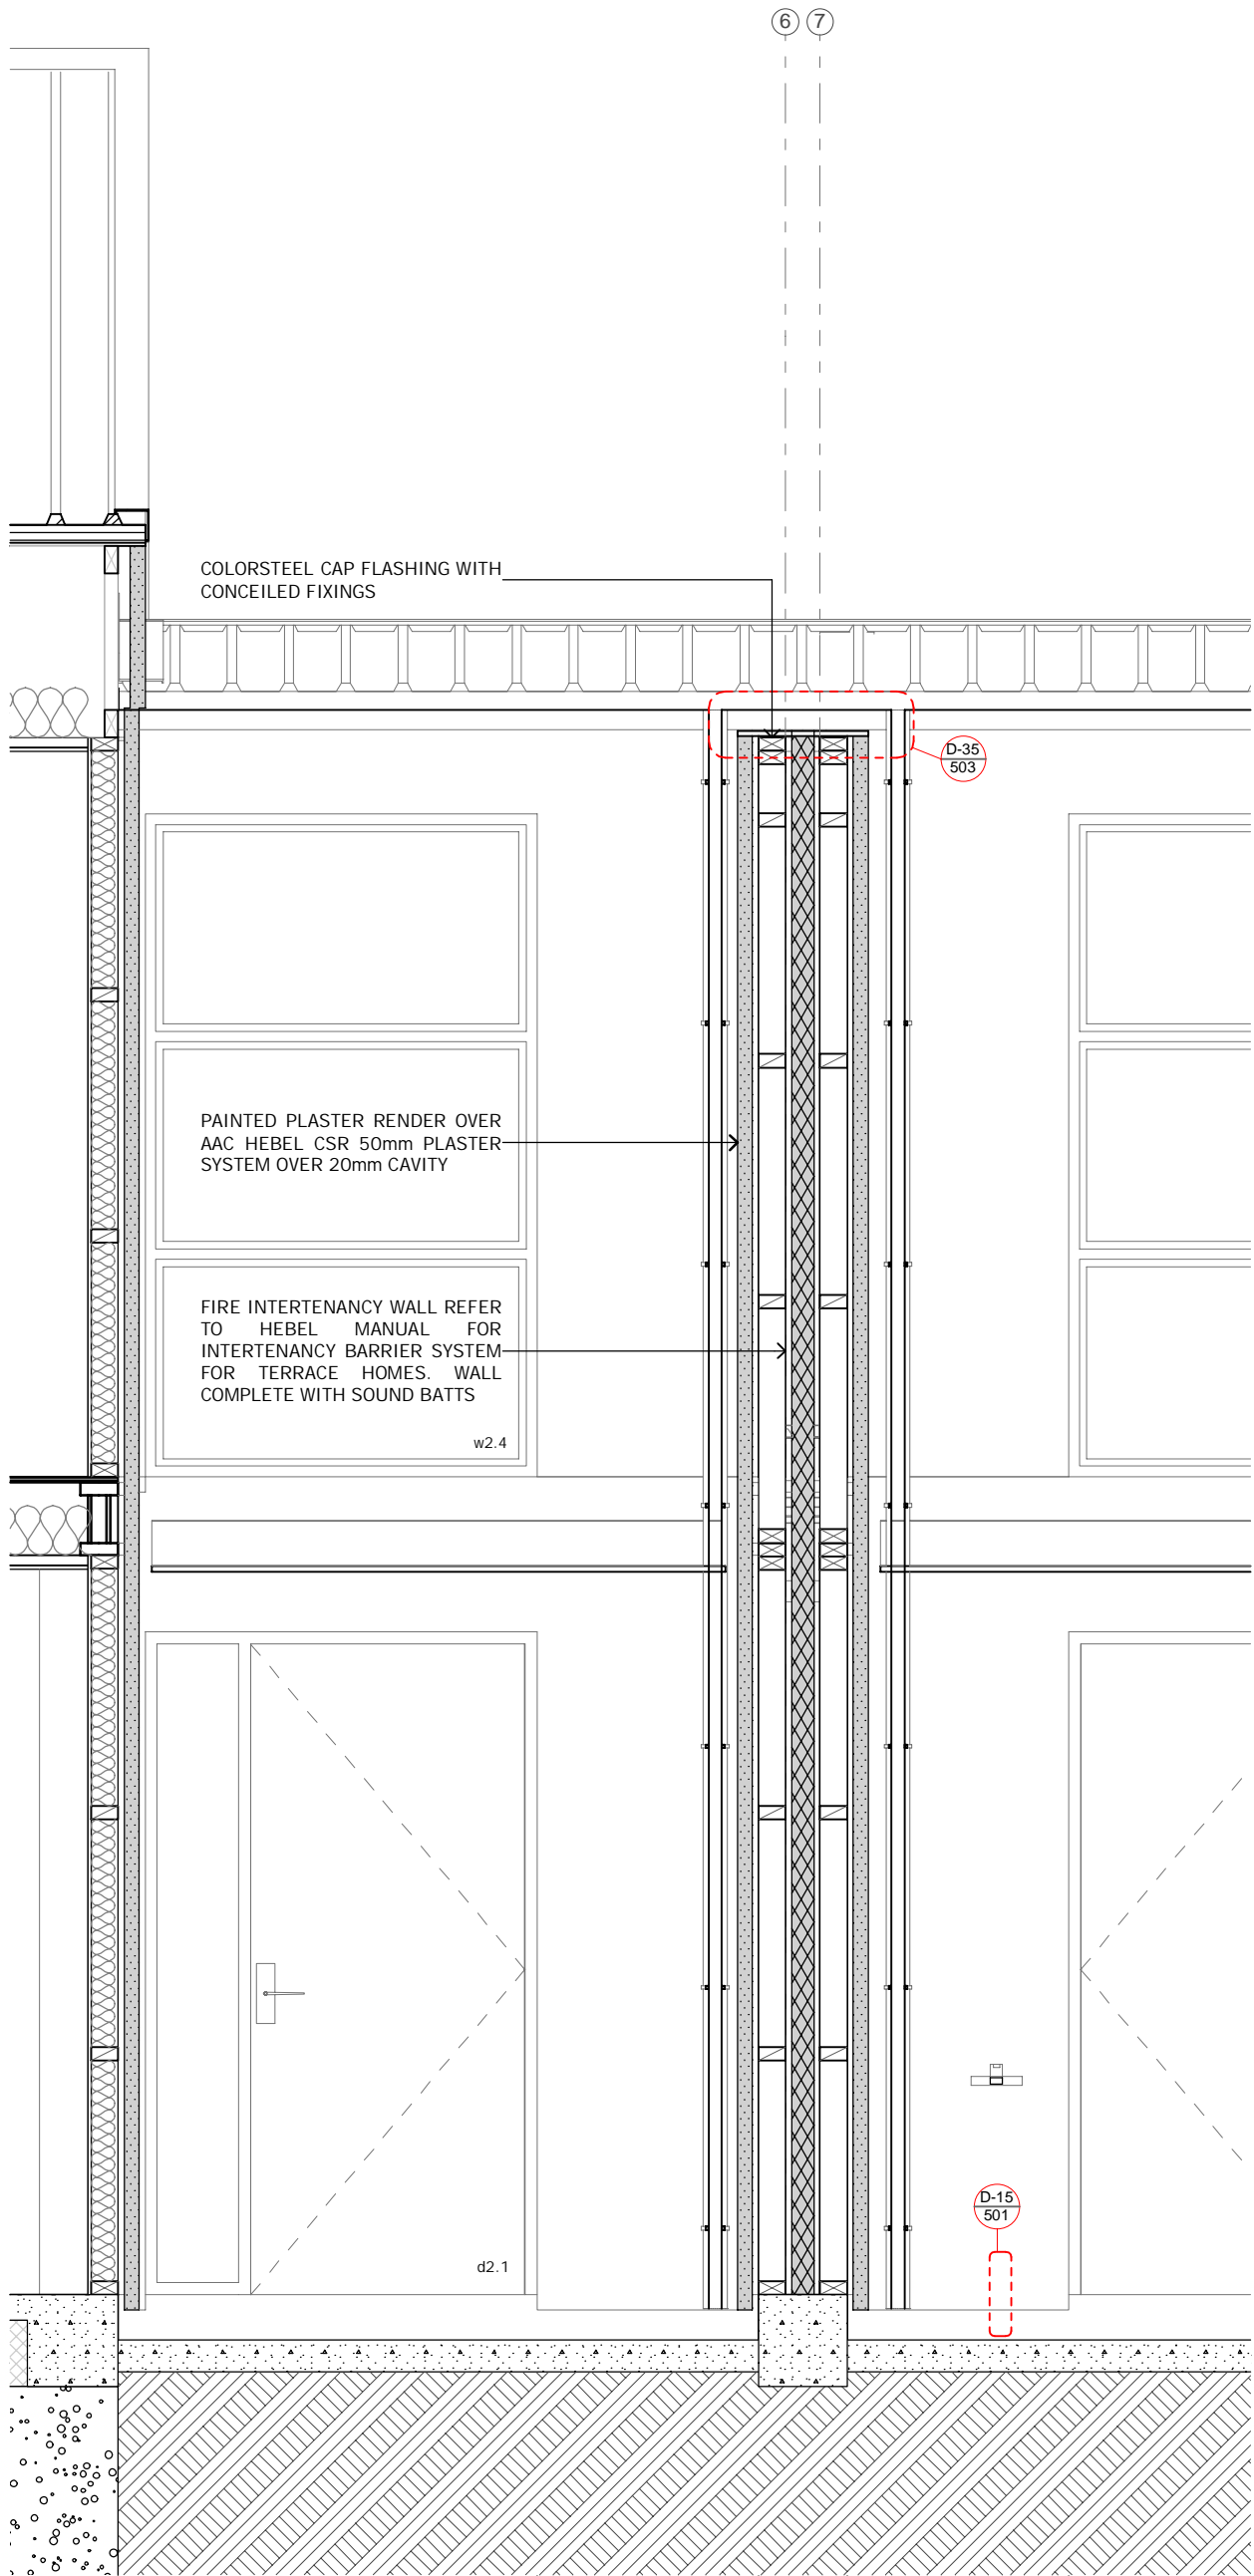 6 7
COLORSTEEL CAP FLASHING WITH
CONCEILED FIXINGS
D-35
503
PAINTED PLASTER RENDER OVER
AAC HEBEL CSR 50mm PLASTER
SYSTEM OVER 20mm CAVITY
FIRE INTERTENANCY WALL REFER
TO HEBEL MANUAL FOR
INTERTENANCY BARRIER SYSTEM
FOR TERRACE HOMES. WALL
COMPLETE WITH SOUND BATTS
w2.4
D-15
501
d2.1